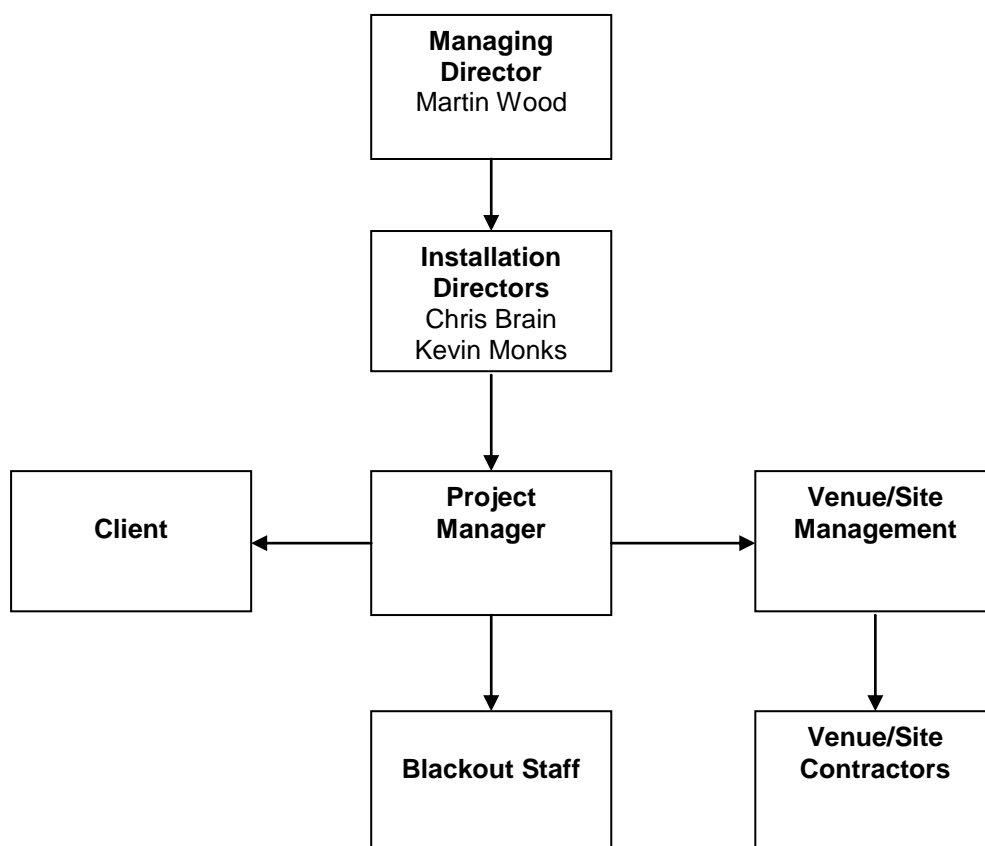 Managing
Director
Martin Wood
Installation
Directors
Chris Brain
Kevin Monks
Client
Project
Manager
Venue/Site
Management
Blackout Staff
Venue/Site
Contractors